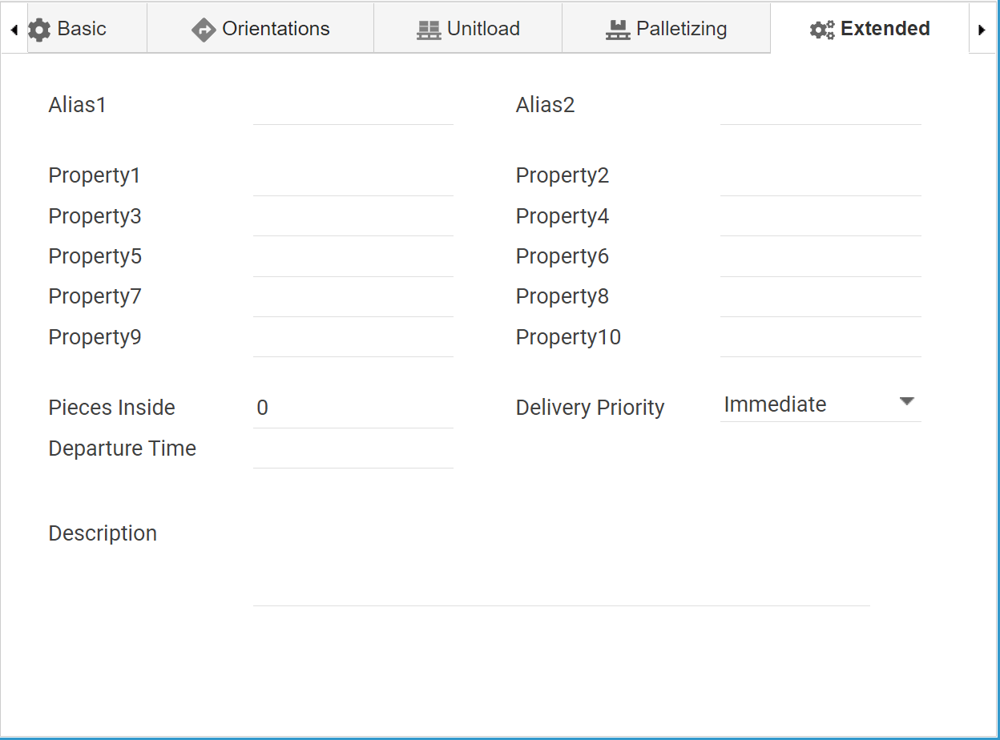 Basic Orientations Unitload Palletizing Extended
Alias1 Alias2
Property1 Property2
Property3 Property4
Property5 Property6
Property7 Property8
Property9 Property10
Pieces Inside 0 Delivery Priority Immediate
Departure Time
Description